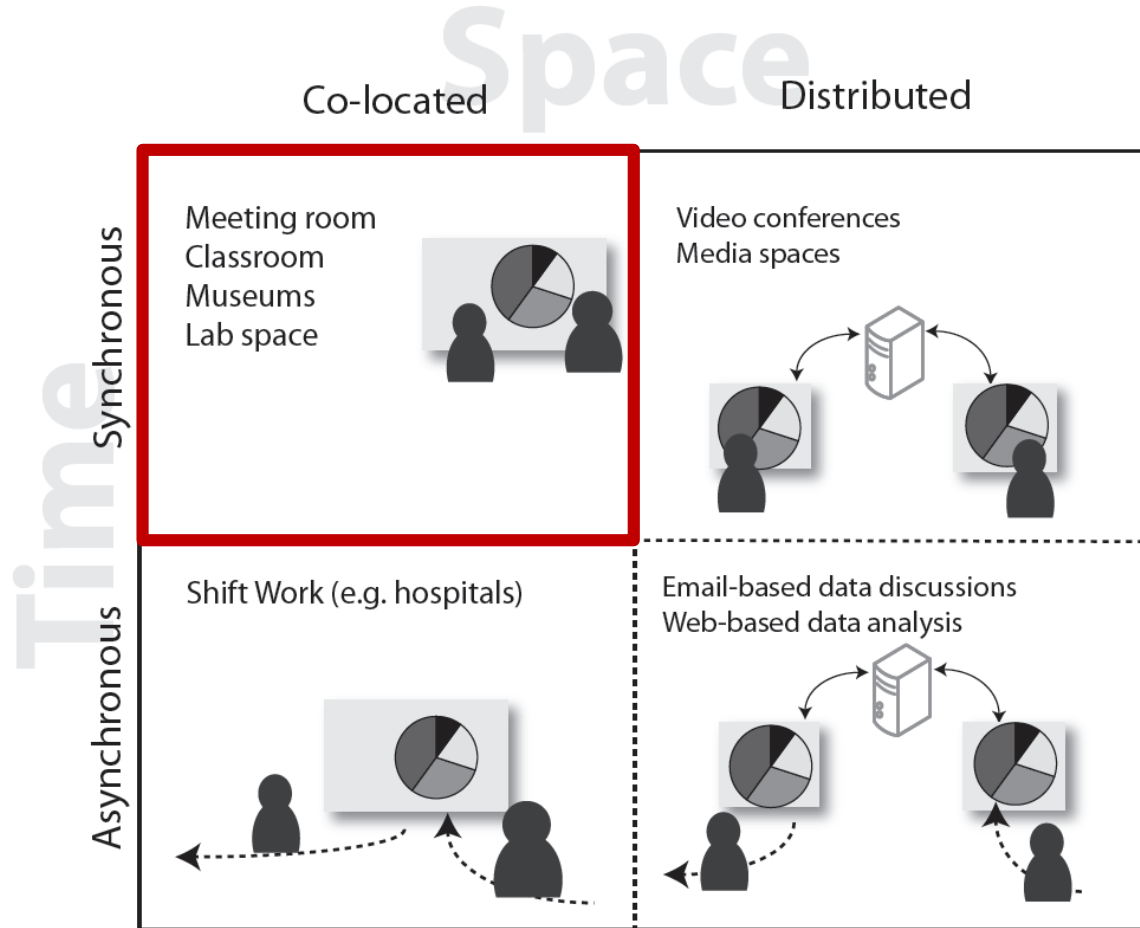 Space
Co-located
Distributed
Time
Synchronous
Meeting room
Classroom
Museums
Lab space
Video conferences
Media spaces
Asynchronous
Shift Work (e.g. hospitals)
Email-based data discussions
Web-based data analysis